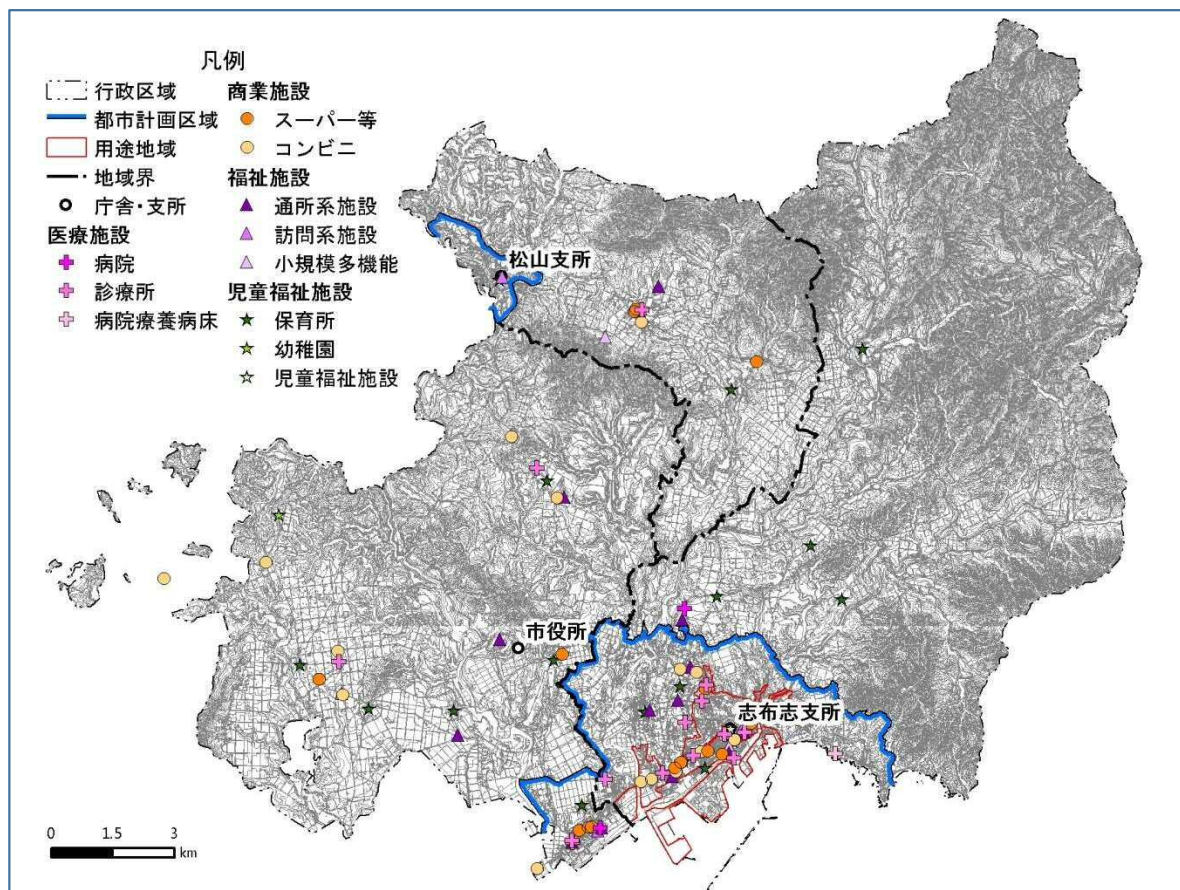 凡例
行政区域
都市計画区域
用途地域
地域界
庁舎・支所
医療施設
病院
診療所
病院療養病床
商業施設
スーパー等
コンビニ
福祉施設
通所系施設
訪問系施設
小規模多機能
児童福祉施設
保育所
幼稚園
児童福祉施設
松山支所
市役所
志布志支所
0 1.5 3
km